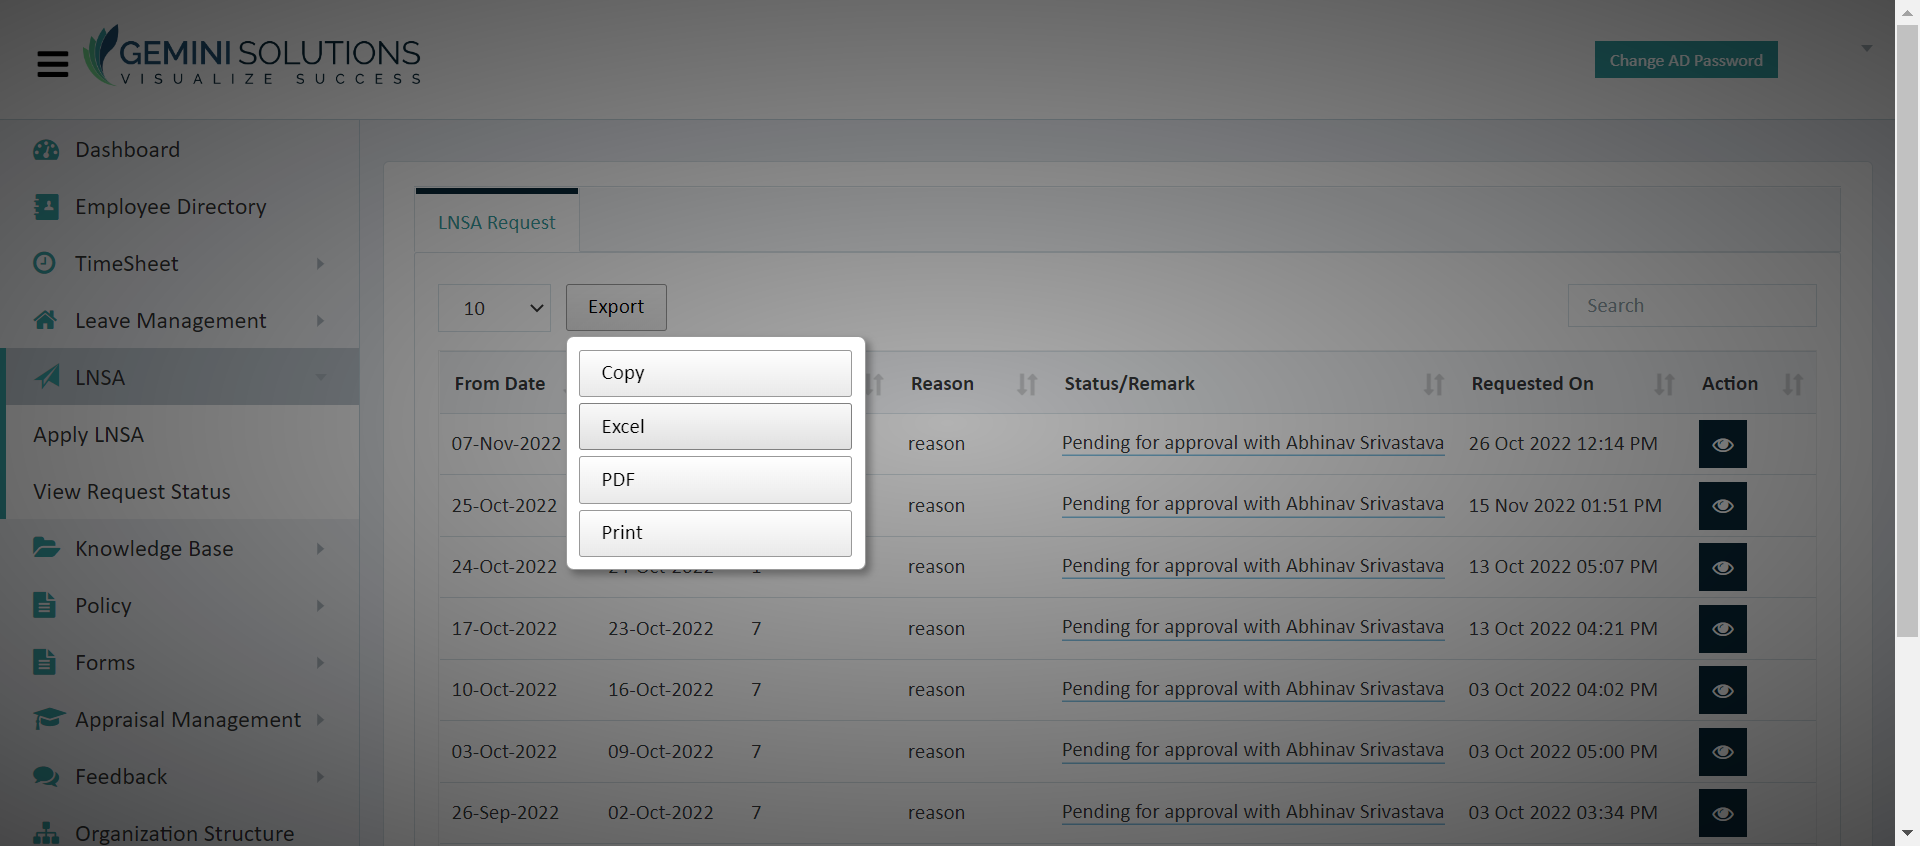 GEMINI SOLUTIONS
VISUALIZE SUCCESS
Change AD Password
Dashboard
Employee Directory
TimeSheet
Leave Management
LNSA
Apply LNSA
View Request Status
Knowledge Base
Policy
Forms
Appraisal Management
Feedback
Organization Structure
LNSA Request
10
Export
Search
Copy
Excel
PDF
Print
From Date Reason Status/Remark Requested On Action
07-Nov-2022 reason Pending for approval with Abhinav Srivastava 26 Oct 2022 12:14 PM
25-Oct-2022 reason Pending for approval with Abhinav Srivastava 15 Nov 2022 01:51 PM
24-Oct-2022 reason Pending for approval with Abhinav Srivastava 13 Oct 2022 05:07 PM
17-Oct-2022 23-Oct-2022 7 reason Pending for approval with Abhinav Srivastava 13 Oct 2022 04:21 PM
10-Oct-2022 16-Oct-2022 7 reason Pending for approval with Abhinav Srivastava 03 Oct 2022 04:02 PM
03-Oct-2022 09-Oct-2022 7 reason Pending for approval with Abhinav Srivastava 03 Oct 2022 05:00 PM
26-Sep-2022 02-Oct-2022 7 reason Pending for approval with Abhinav Srivastava 03 Oct 2022 03:34 PM